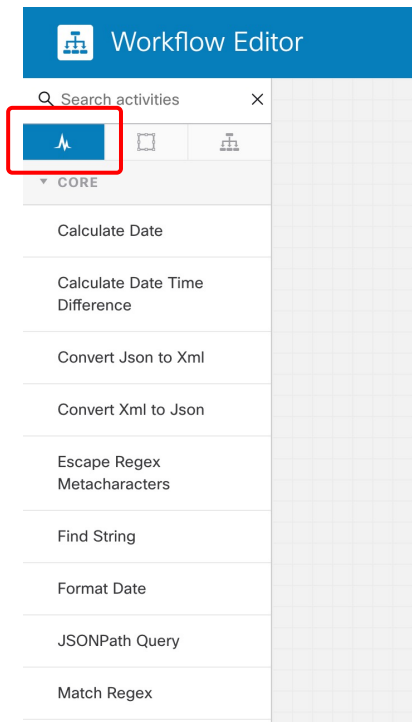 Workflow Editor
Search activities
CORE
Calculate Date
Calculate Date Time
Difference
Convert Json to Xml
Convert Xml to Json
Escape Regex
Metacharacters
Find String
Format Date
JSONPath Query
Match Regex